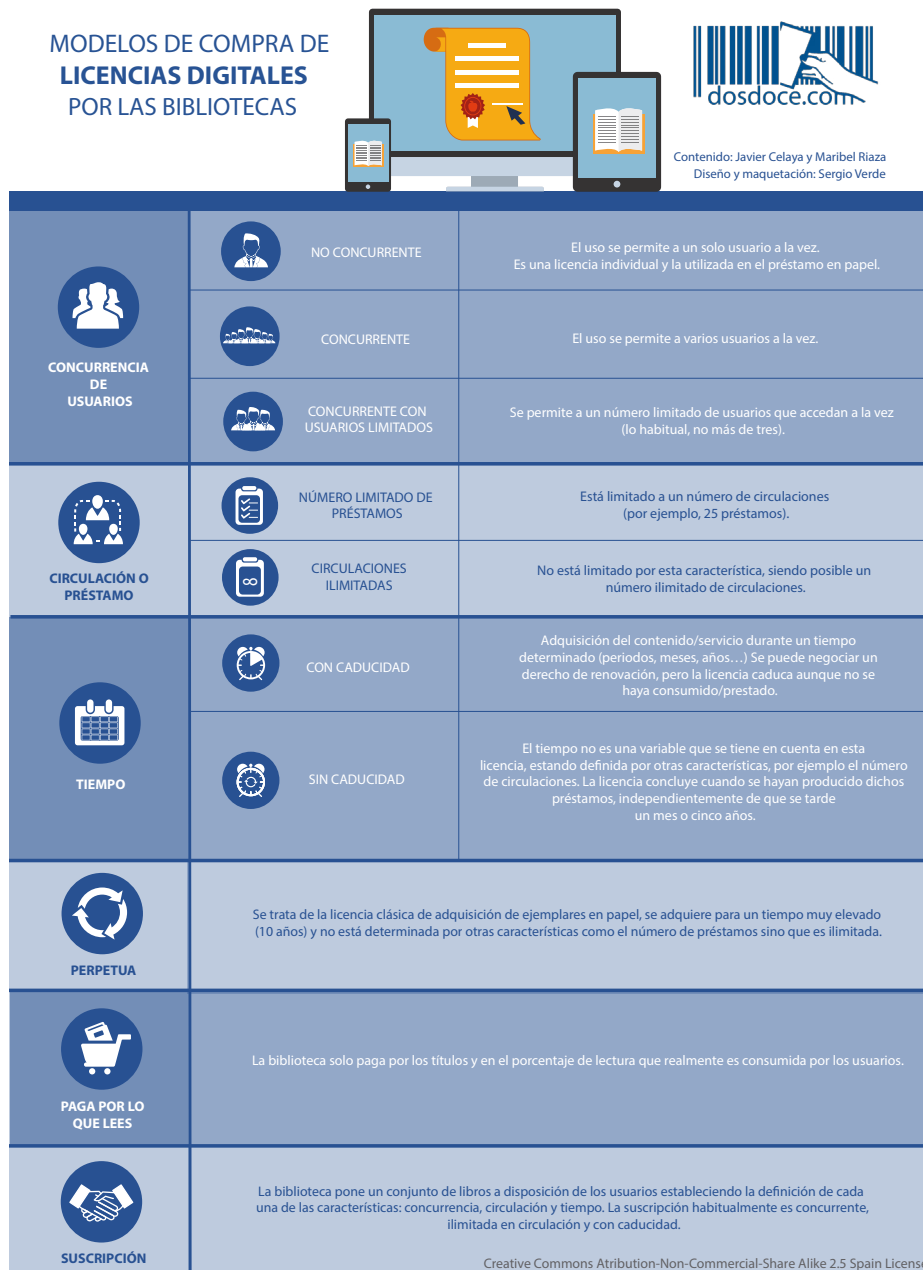 MODELOS DE COMPRA DE
LICENCIAS DIGITALES
POR LAS BIBLIOTECAS
dosdoce.com
Contenido: Javier Celaya y Maribel Riaza
Diseño y maquetación: Sergio Verde
CONCURRENCIA
DE
USUARIOS
NO CONCURRENTE
El uso se permite a un solo usuario a la vez.
Es una licencia individual y la utilizada en el préstamo en papel.
CONCURRENTE
El uso se permite a varios usuarios a la vez.
CONCURRENTE CON
USUARIOS LIMITADOS
Se permite a un número limitado de usuarios que accedan a la vez
(lo habitual, no más de tres).
CIRCULACIÓN O
PRÉSTAMO
NÚMERO LIMITADO DE
PRÉSTAMOS
Está limitado a un número de circulaciones
(por ejemplo, 25 préstamos).
CIRCULACIONES
ILIMITADAS
No está limitado por esta característica, siendo posible un
número ilimitado de circulaciones.
TIEMPO
CON CADUCIDAD
Adquisición del contenido/servicio durante un tiempo
determinado (periodos, meses, años…) Se puede negociar un
derecho de renovación, pero la licencia caduca aunque no se
haya consumido/prestado.
SIN CADUCIDAD
El tiempo no es una variable que se tiene en cuenta en esta
licencia, estando definida por otras características, por ejemplo el número
de circulaciones. La licencia concluye cuando se hayan producido dichos
préstamos, independientemente de que se tarde
un mes o cinco años.
PERPETUA
Se trata de la licencia clásica de adquisición de ejemplares en papel, se adquiere para un tiempo muy elevado
(10 años) y no está determinada por otras características como el número de préstamos sino que es ilimitada.
PAGA POR LO
QUE LEES
La biblioteca solo paga por los títulos y en el porcentaje de lectura que realmente es consumida por los usuarios.
SUSCRIPCIÓN
La biblioteca pone un conjunto de libros a disposición de los usuarios estableciendo la definición de cada
una de las características: concurrencia, circulación y tiempo. La suscripción habitualmente es concurrente,
ilimitada en circulación y con caducidad.
Creative Commons Atribution-Non-Commercial-Share Alike 2.5 Spain Licens